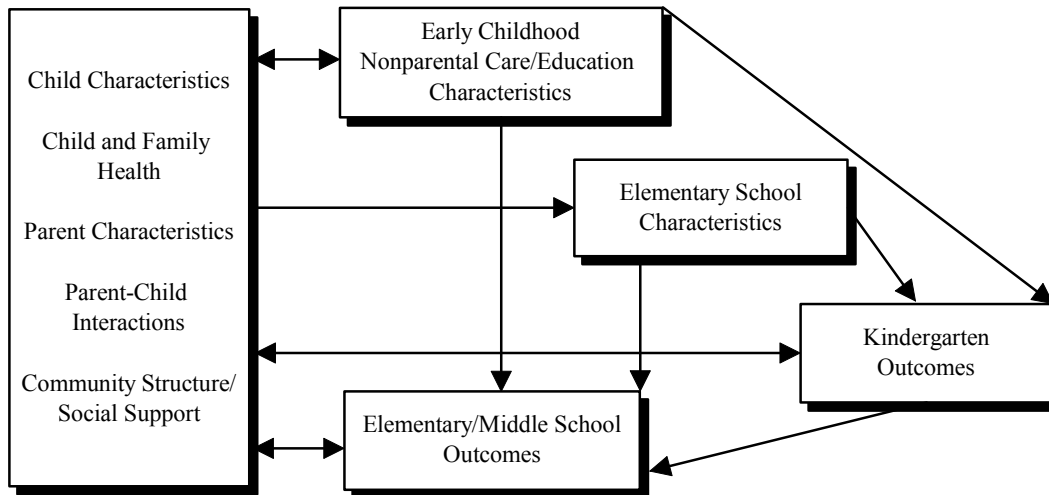 Child Characteristics
Child and Family
Health
Parent Characteristics
Parent-Child
Interactions
Community Structure/
Social Support
Early Childhood
Nonparental Care/Education
Characteristics
Elementary School
Characteristics
Kindergarten
Outcomes
Elementary/Middle School
Outcomes